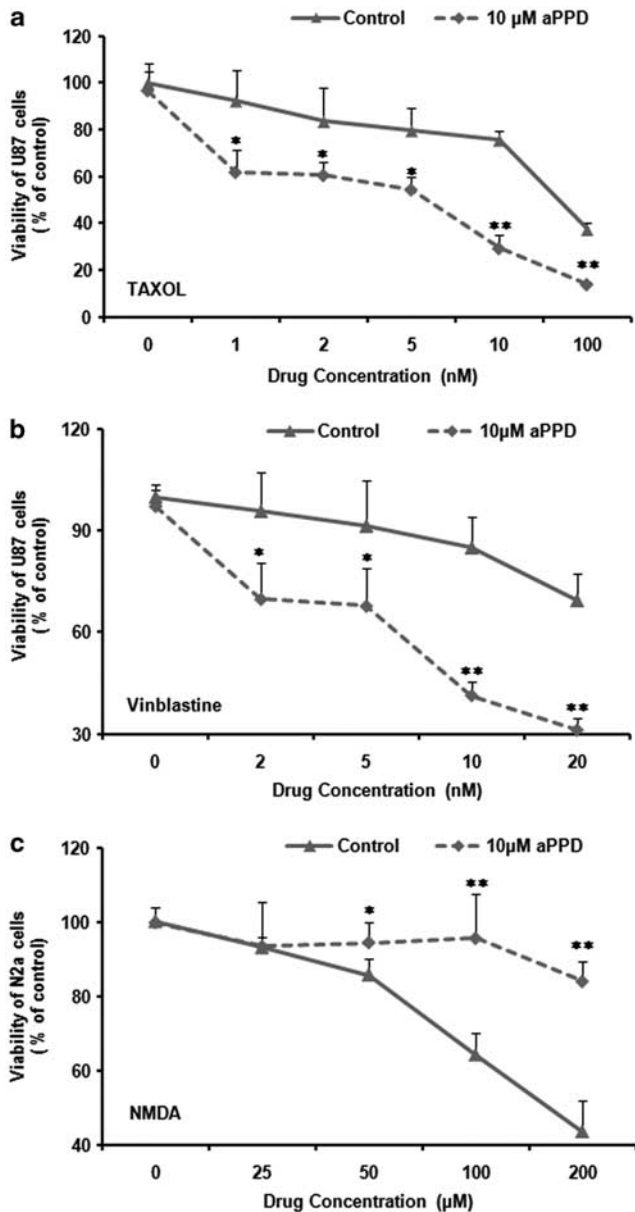 a
Control
10 µM aPPD
120
100
80
60
40
20
0
Viability of U87 cells
( % of control)
*
*
*
**
**
TAXOL
0 1 2 5 10 100
Drug Concentration (nM)
b
Control
10µM aPPD
120
90
60
30
Viability of U87 cells
( % of control)
*
*
**
**
Vinblastine
0 2 5 10 20
Drug Concentration (nM)
c
Control
10µM aPPD
120
100
80
60
40
Viability of N2a cells
( % of control)
*
**
**
NMDA
0 25 50 100 200
Drug Concentration (µM)